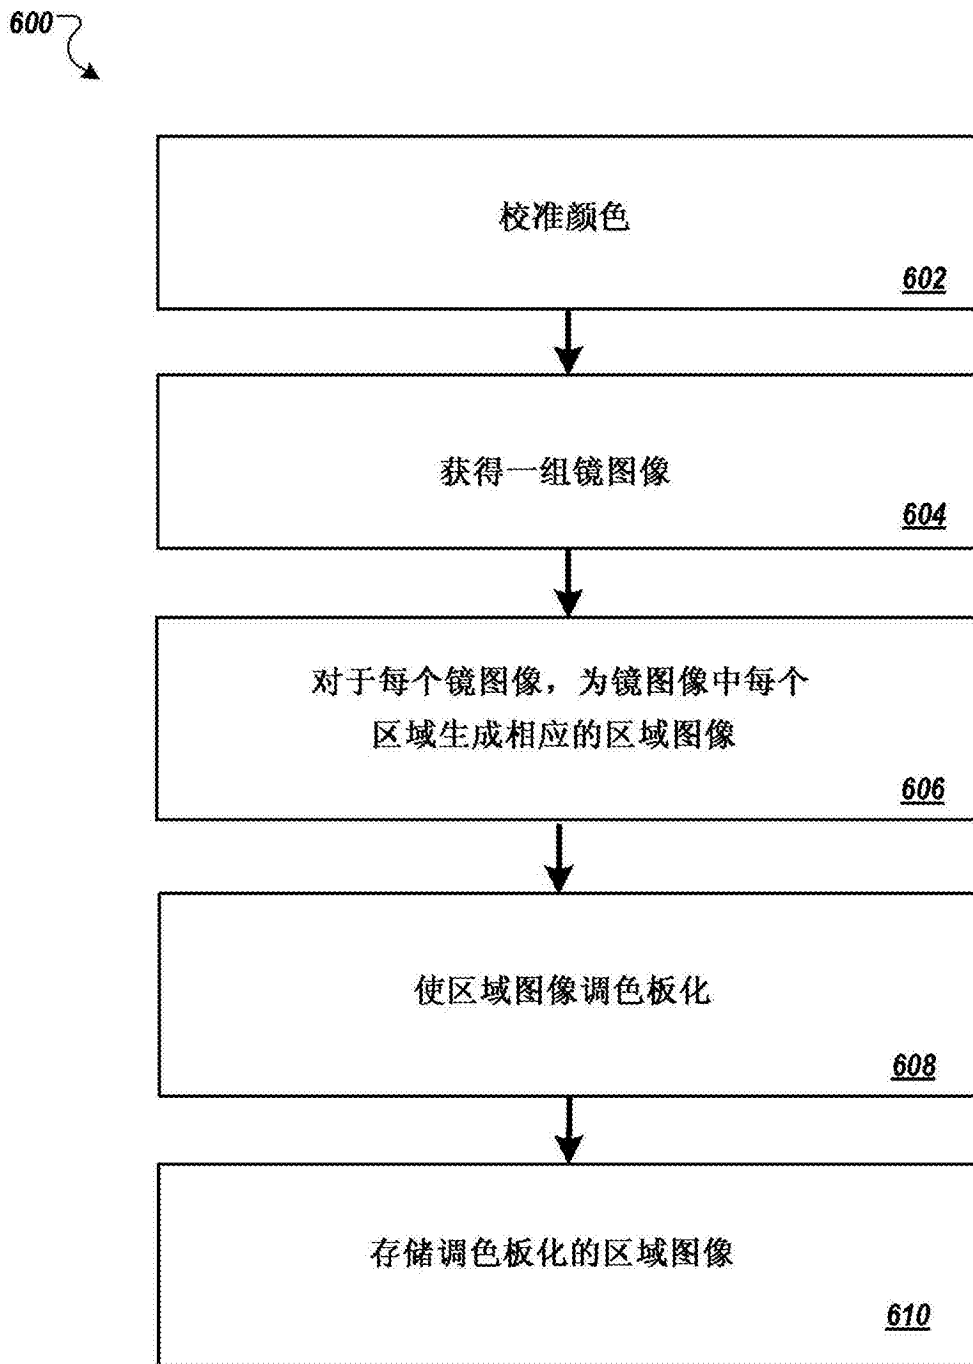 600
校准颜色
602
获得一组镜图像
604
对于每个镜图像，为镜图像中每个
区域生成相应的区域图像
606
使区域图像调色板化
608
存储调色板化的区域图像
610